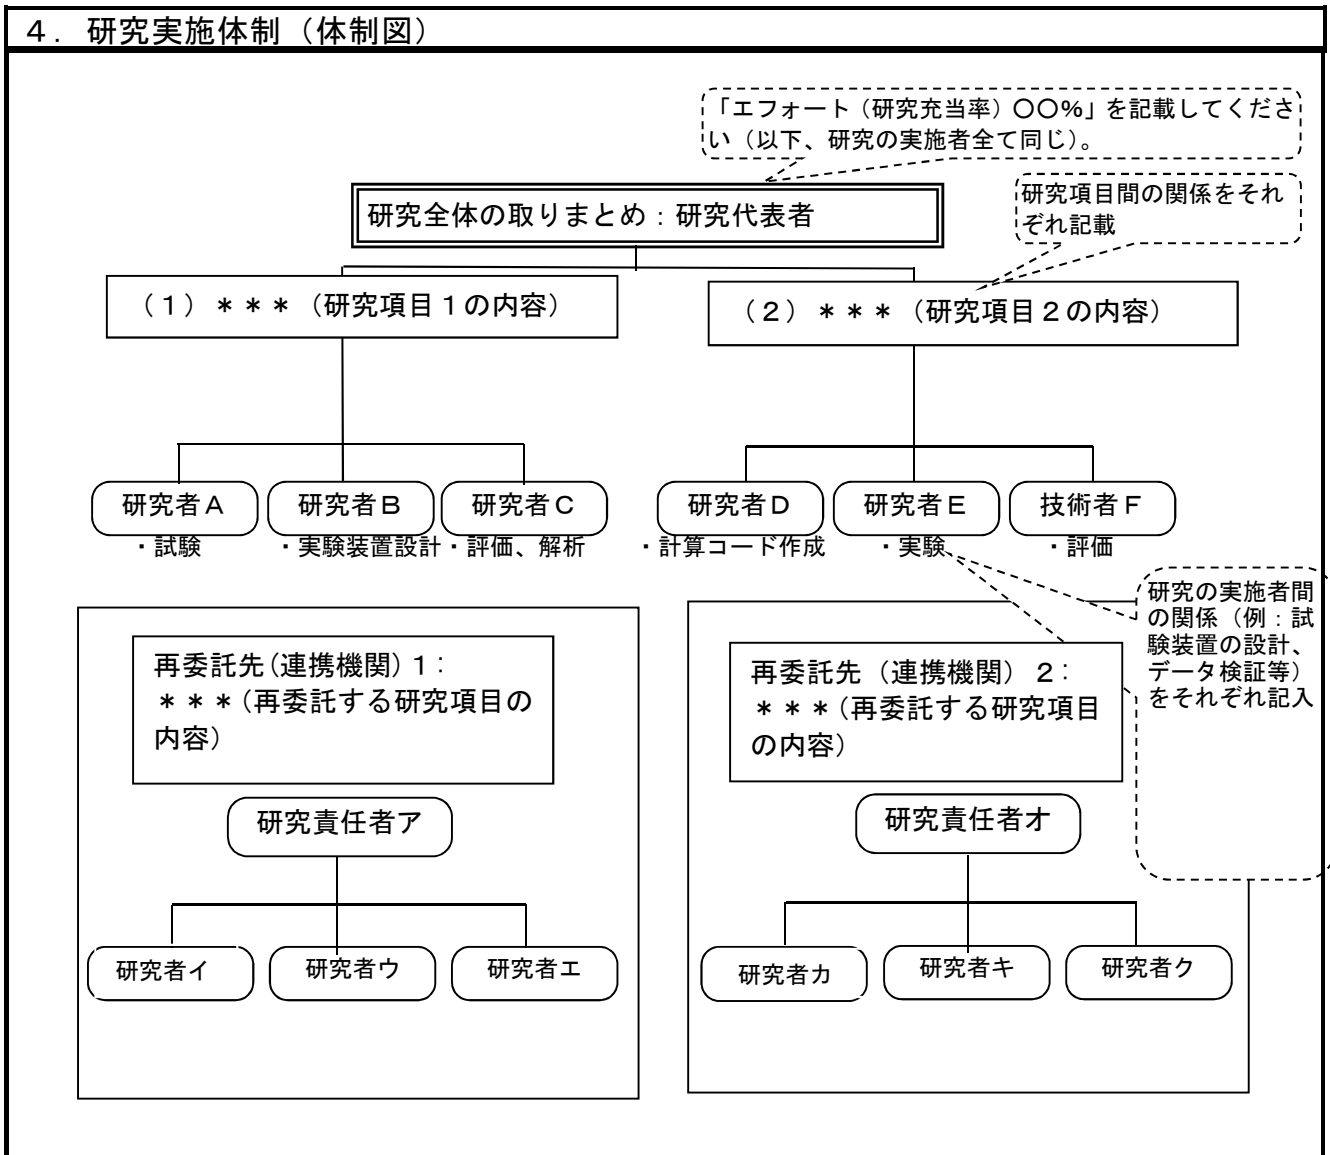 ４．研究実施体制（体制図）
「エフォート（研究充当率）〇〇%」を記載してくださ
い（以下、研究の実施者全て同じ）。
研究項目間の関係をそれ
ぞれ記載
研究全体の取りまとめ：研究代表者
（１）＊＊＊（研究項目１の内容）
（２）＊＊＊（研究項目２の内容）
研究者Ａ
研究者Ｂ
研究者Ｃ
研究者Ｄ
研究者Ｅ
技術者Ｆ
・試験
・実験装置設計
・評価、解析
・計算コード作成
・実験
・評価
研究の実施者間
の関係（例：試
験装置の設計、
データ検証等）
をそれぞれ記入
再委託先（連携機関）１：
＊＊＊（再委託する研究項目の
内容）
再委託先（連携機関）２：
＊＊＊（再委託する研究項目
の内容）
研究責任者ア
研究責任者オ
研究者イ
研究者ウ
研究者エ
研究者カ
研究者キ
研究者ク